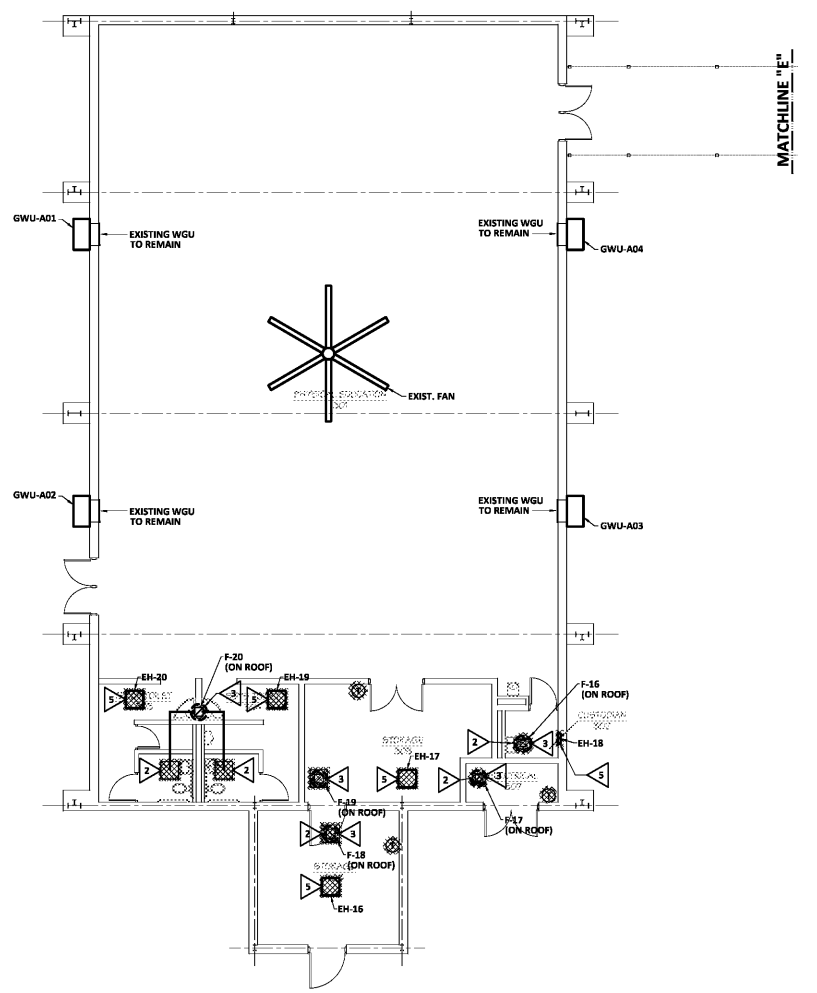 MATCHLINE "E"
GWU-A01
EXISTING WGU
TO REMAIN
EXISTING WGU
TO REMAIN
GWU-A04
EXIST. FAN
GWU-A02
EXISTING WGU
TO REMAIN
EXISTING WGU
TO REMAIN
GWU-A03
F-20
(ON ROOF)
EH-20
EH-19
5
3
5
F-16
(ON ROOF)
CUSTODIAN
2
3
EH-18
STORAGE
EH-17
2
2
3
5
2
3
5
F-19
(ON ROOF)
F-17
(ON ROOF)
2
3
F-18
(ON ROOF)
STORAGE
5
EH-16